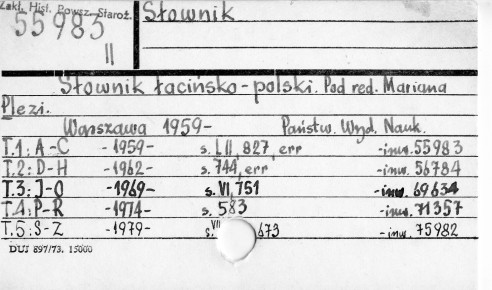 Zakł. Hist. Powsz. Staroż.
55983
II
Słownik
Słownik łacińsko-polski. Pod red. Mariana
Plezi.
Warszawa 1959- Państw. Wyd. Nauk.
T.1: A-C -1959- s. LII, 827, err -inw. 55983
T.2: D-H -1962- s. 744, err -inw. 56784
T.3: I-O -1969- s. VI, 751 -inw. 69634
T.4: P-R -1974- s. 583 -inw. 71357
T.5: S-Z -1979- s. VII 673 -inw. 75982
DUJ 897/73. 15000